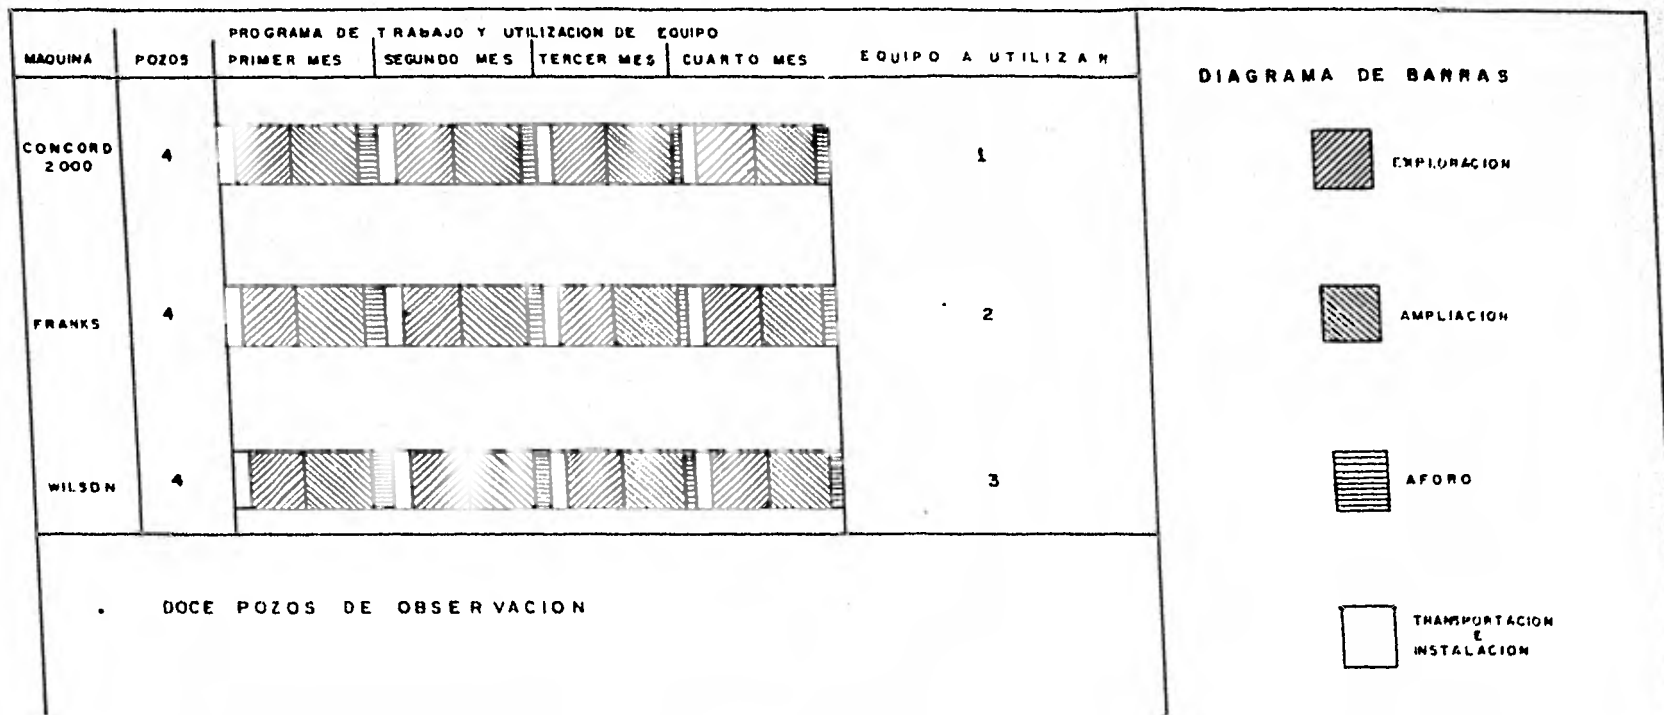 PROGRAMA DE TRABAJO Y UTILIZACION DE EQUIPO
MAQUINA POZOS PRIMER MES SEGUNDO MES TERCER MES CUARTO MES EQUIPO A UTILIZAR
CONCORD 2000 4 1
FRANKS 4 2
WILSON 4 3
DOCE POZOS DE OBSERVACION
DIAGRAMA DE BARRAS
EXPLORACION
AMPLIACION
AFORO
TRANSPORTACION
E
INSTALACION